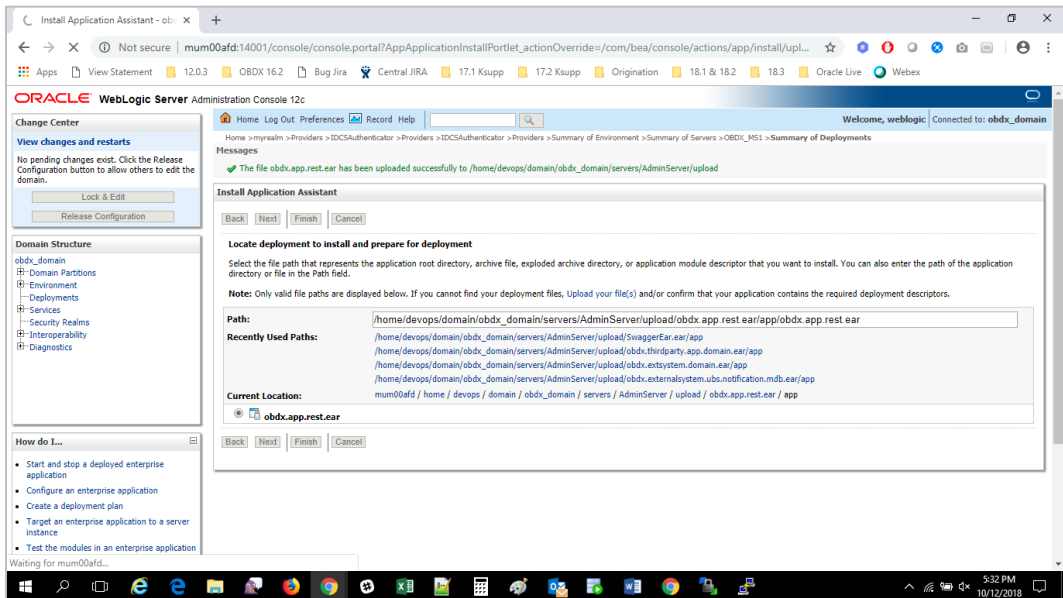 Install Application Assistant - obd
Not secure | mum00afd:14001/console/console.portal?AppApplicationInstallPortlet_actionOverride=/com/bea/console/actions/app/install/upl...
Apps View Statement 12.0.3 OBDX 16.2 Bug Jira Central JIRA 17.1 Ksupp 17.2 Ksupp Origination 18.1 & 18.2 18.3 Oracle Live Webex
ORACLE WebLogic Server Administration Console 12c
Change Center
View changes and restarts
No pending changes exist. Click the Release
Configuration button to allow others to edit the
domain.
Lock & Edit
Release Configuration
Domain Structure
obdx_domain
Domain Partitions
Environment
Deployments
Services
Security Realms
Interoperability
Diagnostics
How do I...
Start and stop a deployed enterprise
application
Configure an enterprise application
Create a deployment plan
Target an enterprise application to a server
instance
Test the modules in an enterprise application
Home Log Out Preferences Record Help
Welcome, weblogic Connected to: obdx_domain
Home >myrealm >Providers >IDCSAuthenticator >Providers >IDCSAuthenticator >Providers >Summary of Environment >Summary of Servers >OBDX_MS1 >Summary of Deployments
Messages
The file obdx.app.rest.ear has been uploaded successfully to /home/devops/domain/obdx_domain/servers/AdminServer/upload
Install Application Assistant
Back Next Finish Cancel
Locate deployment to install and prepare for deployment
Select the file path that represents the application root directory, archive file, exploded archive directory, or application module descriptor that you want to install. You can also enter the path of the application
directory or file in the Path field.
Note: Only valid file paths are displayed below. If you cannot find your deployment files, Upload your file(s) and/or confirm that your application contains the required deployment descriptors.
Path: /home/devops/domain/obdx_domain/servers/AdminServer/upload/obdx.app.rest.ear/app/obdx.app.rest.ear
Recently Used Paths: /home/devops/domain/obdx_domain/servers/AdminServer/upload/SwaggerEar.ear/app
/home/devops/domain/obdx_domain/servers/AdminServer/upload/obdx.thirdparty.app.domain.ear/app
/home/devops/domain/obdx_domain/servers/AdminServer/upload/obdx.extsystem.domain.ear/app
/home/devops/domain/obdx_domain/servers/AdminServer/upload/obdx.externalsystem.ubs.notification.mdb.ear/app
Current Location: mum00afd / home / devops / domain / obdx_domain / servers / AdminServer / upload / obdx.app.rest.ear / app
obdx.app.rest.ear
Back Next Finish Cancel
Waiting for mum00afd...
5:32 PM
10/12/2018